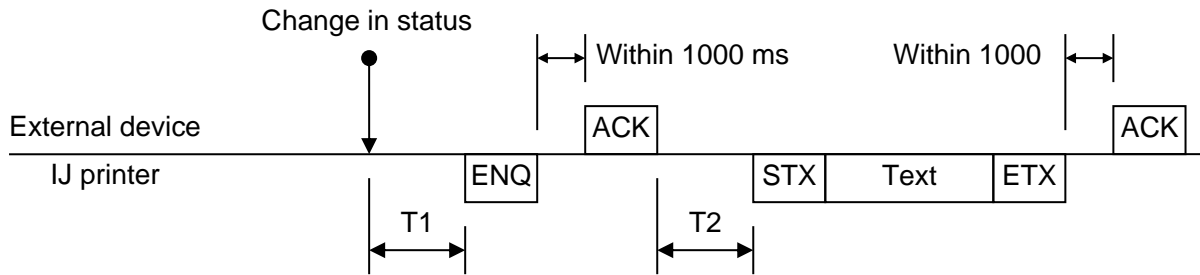 Change in status
Within 1000 ms
Within 1000
External device
ACK
ACK
IJ printer
ENQ
STX
Text
ETX
T1
T2